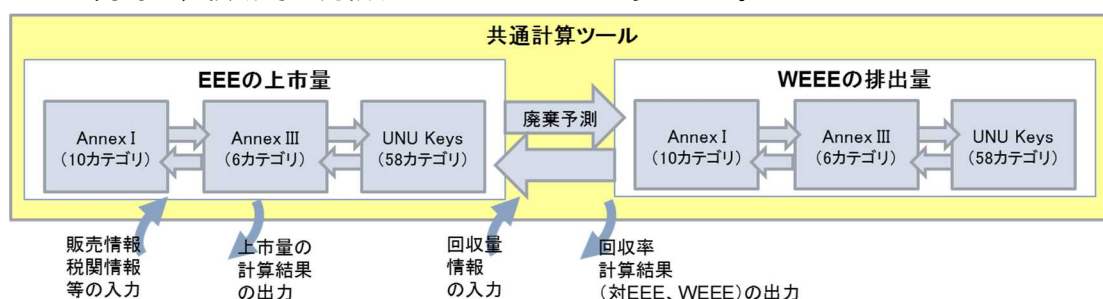 共通計算ツール
EEEの上市量
Annex I
（10カテゴリ）
Annex III
（6カテゴリ）
UNU Keys
（58カテゴリ）
廃棄予測
WEEEの排出量
Annex I
（10カテゴリ）
Annex III
（6カテゴリ）
UNU Keys
（58カテゴリ）
販売情報
税関情報
等の入力
上市量の
計算結果
の出力
回収量
情報
の入力
回収率
計算結果
（対EEE、WEEE）の出力